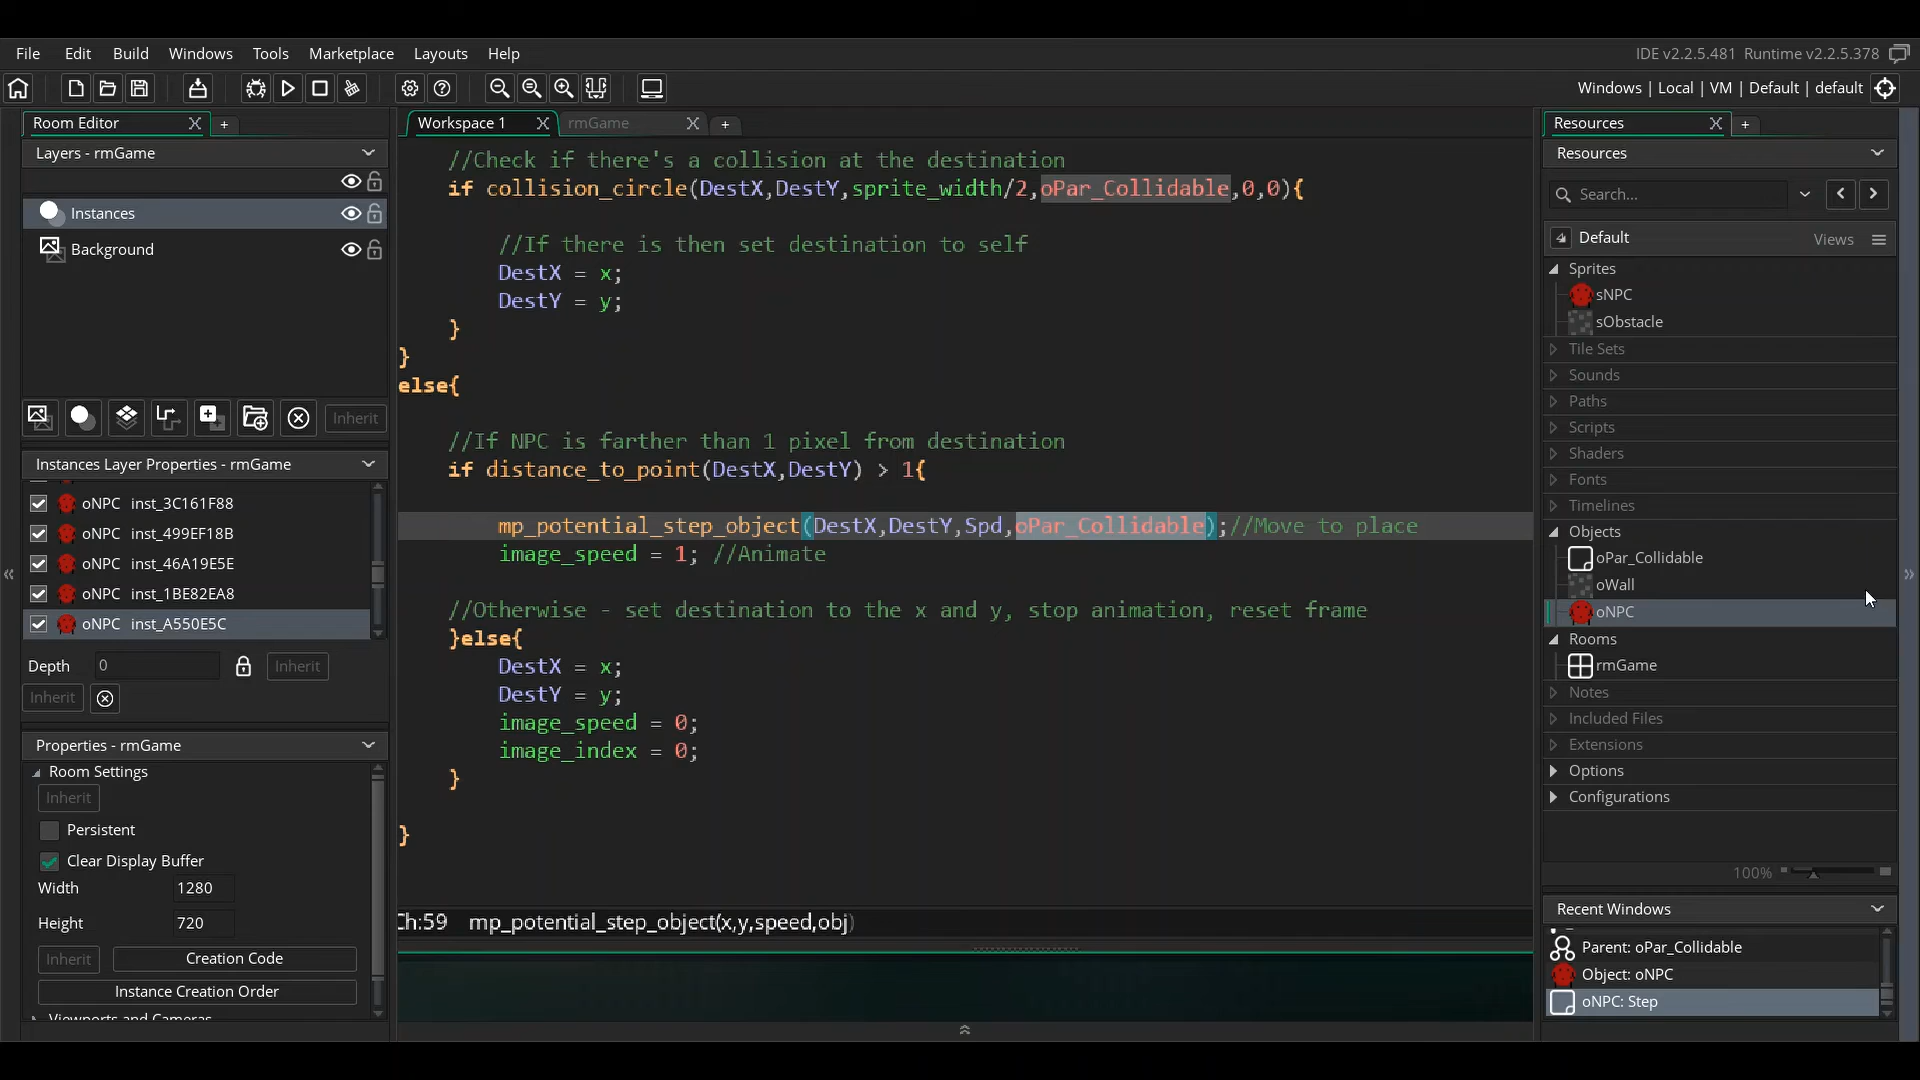 File Edit Build Windows Tools Marketplace Layouts Help
IDE v2.2.5.481 Runtime v2.2.5.378
Windows | Local | VM | Default | default
Room Editor
Layers - rmGame
Instances
Background
Inherit
Instances Layer Properties - rmGame
oNPC inst_3C161F88
oNPC inst_499EF18B
oNPC inst_46A19E5E
oNPC inst_1BE82EA8
oNPC inst_A550E5C
Depth 0 Inherit
Inherit
Properties - rmGame
Room Settings
Inherit
Persistent
Clear Display Buffer
Width 1280
Height 720
Inherit Creation Code
Instance Creation Order
Viewports and Cameras
Workspace 1 rmGame
//Check if there's a collision at the destination
if collision_circle(DestX,DestY,sprite_width/2,oPar_Collidable,0,0){
//If there is then set destination to self
DestX = x;
DestY = y;
}
}
else{
//If NPC is farther than 1 pixel from destination
if distance_to_point(DestX,DestY) > 1{
mp_potential_step_object(DestX,DestY,Spd,oPar_Collidable);//Move to place
image_speed = 1; //Animate
//Otherwise - set destination to the x and y, stop animation, reset frame
}else{
DestX = x;
DestY = y;
image_speed = 0;
image_index = 0;
}
}
Ch:59 mp_potential_step_object(x,y,speed,obj)
Resources
Resources
Search...
Default Views
Sprites
sNPC
sObstacle
Tile Sets
Sounds
Paths
Scripts
Shaders
Fonts
Timelines
Objects
oPar_Collidable
oWall
oNPC
Rooms
rmGame
Notes
Included Files
Extensions
Options
Configurations
100%
Recent Windows
Parent: oPar_Collidable
Object: oNPC
oNPC: Step